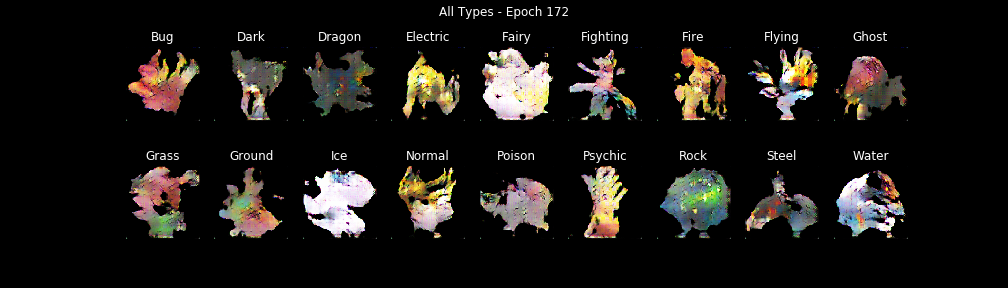 All Types - Epoch 172
Bug Dark Dragon Electric Fairy Fighting Fire Flying Ghost
Grass Ground Ice Normal Poison Psychic Rock Steel Water